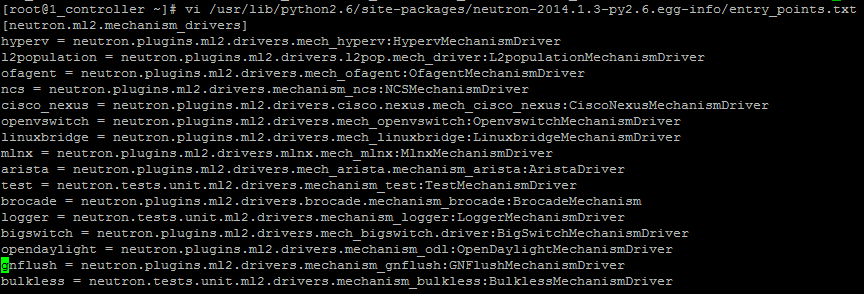 [root@1_controller ~]# vi /usr/lib/python2.6/site-packages/neutron-2014.1.3-py2.6.egg-info/entry_points.txt
[neutron.ml2.mechanism_drivers]
hyperv = neutron.plugins.ml2.drivers.mech_hyperv:HypervMechanismDriver
l2population = neutron.plugins.ml2.drivers.l2pop.mech_driver:L2populationMechanismDriver
ofagent = neutron.plugins.ml2.drivers.mech_ofagent:OfagentMechanismDriver
ncs = neutron.plugins.ml2.drivers.mechanism_ncs:NCSMechanismDriver
cisco_nexus = neutron.plugins.ml2.drivers.cisco.nexus.mech_cisco_nexus:CiscoNexusMechanismDriver
openvswitch = neutron.plugins.ml2.drivers.mech_openvswitch:OpenvswitchMechanismDriver
linuxbridge = neutron.plugins.ml2.drivers.mech_linuxbridge:LinuxbridgeMechanismDriver
mlnx = neutron.plugins.ml2.drivers.mlnx.mech_mlnx:MlnxMechanismDriver
arista = neutron.plugins.ml2.drivers.mech_arista.mechanism_arista:AristaDriver
test = neutron.tests.unit.ml2.drivers.mechanism_test:TestMechanismDriver
brocade = neutron.plugins.ml2.drivers.brocade.mechanism_brocade:BrocadeMechanism
logger = neutron.tests.unit.ml2.drivers.mechanism_logger:LoggerMechanismDriver
bigswitch = neutron.plugins.ml2.drivers.mech_bigswitch.driver:BigSwitchMechanismDriver
opendaylight = neutron.plugins.ml2.drivers.mechanism_odl:OpenDaylightMechanismDriver
gnflush = neutron.plugins.ml2.drivers.mechanism_gnflush:GNFlushMechanismDriver
bulkless = neutron.tests.unit.ml2.drivers.mechanism_bulkless:BulklessMechanismDriver